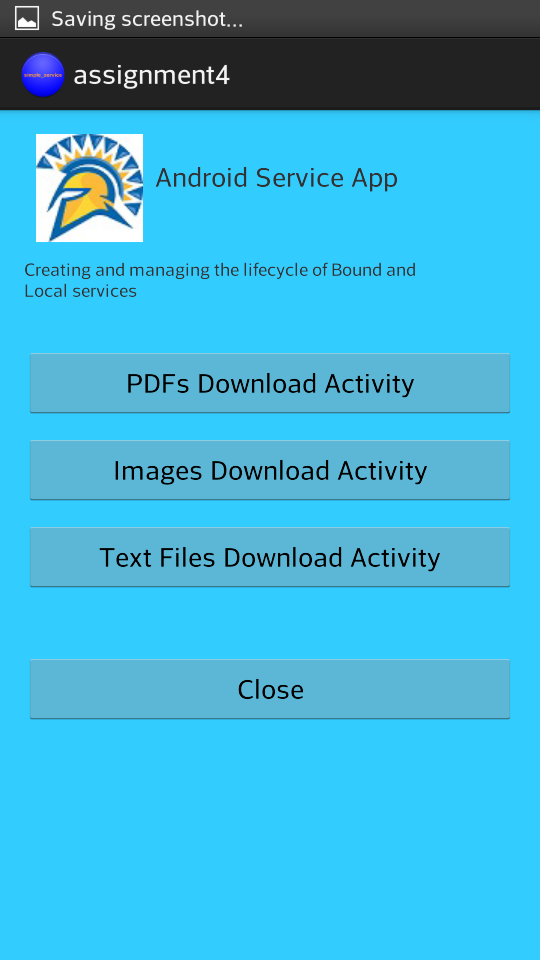 Saving screenshot...
simple_service
assignment4
Android Service App
Creating and managing the lifecycle of Bound and
Local services
PDFs Download Activity
Images Download Activity
Text Files Download Activity
Close